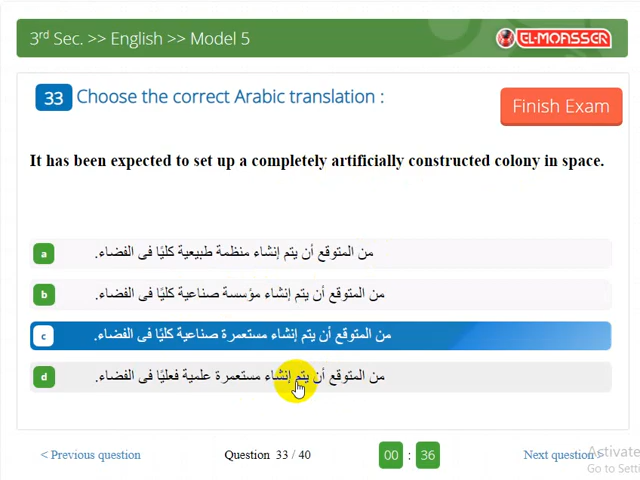 3rd Sec. >> English >> Model 5
EL-MOASSER
33 Choose the correct Arabic translation :
Finish Exam
It has been expected to set up a completely artificially constructed colony in space.
a من المتوقع أن يتم إنشاء منظمة طبيعية كليًا فى الفضاء.
b من المتوقع أن يتم إنشاء مؤسسة صناعية كليًا فى الفضاء.
c من المتوقع أن يتم إنشاء مستعمرة صناعية كليًا فى الفضاء.
d من المتوقع أن يتم إنشاء مستعمرة علمية فعليًا فى الفضاء.
< Previous question Question 33 / 40 00 : 36 Next question >
Activate
Go to Setti